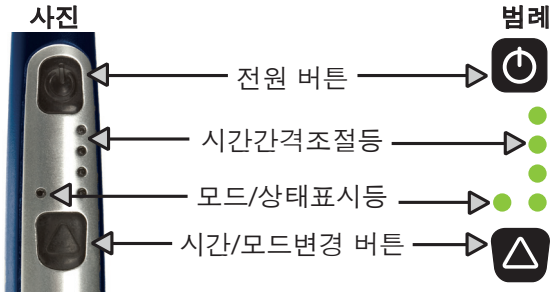 사진 범례
전원 버튼
시간간격조절등
모드/상태표시등
시간/모드변경 버튼